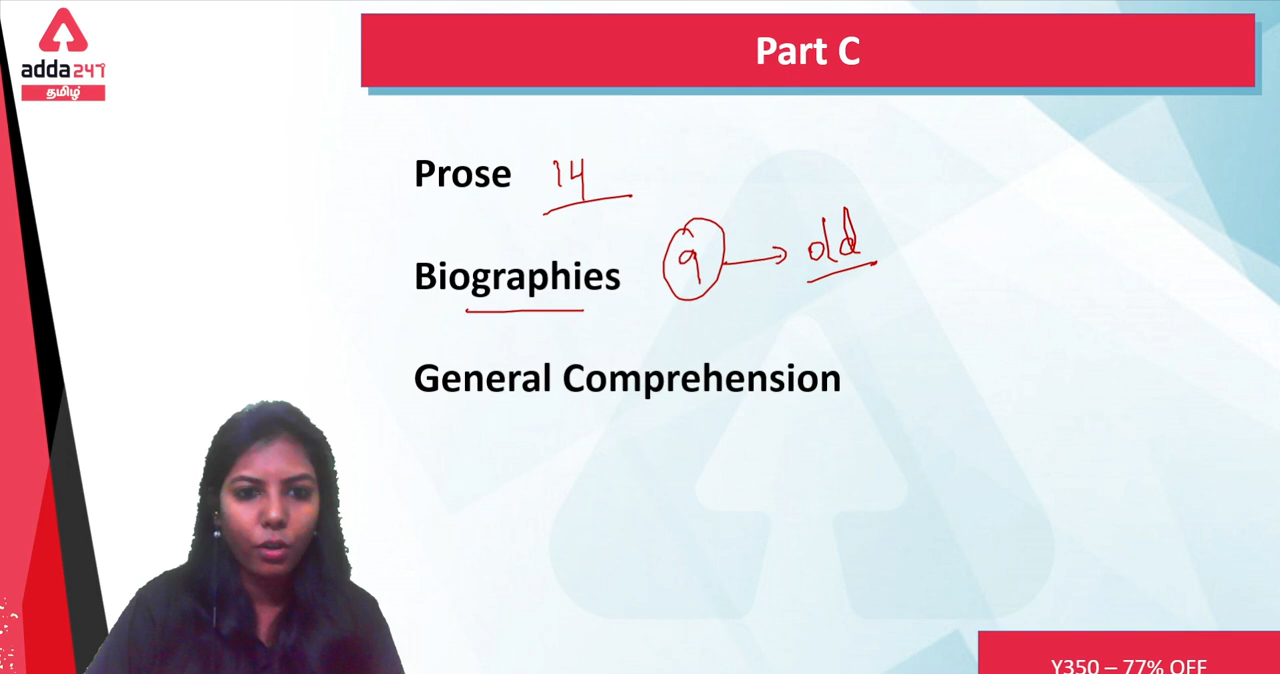 adda247
தமிழ்
Part C
Prose 14
Biographies 9 → old
General Comprehension
Y350 – 77% OFF